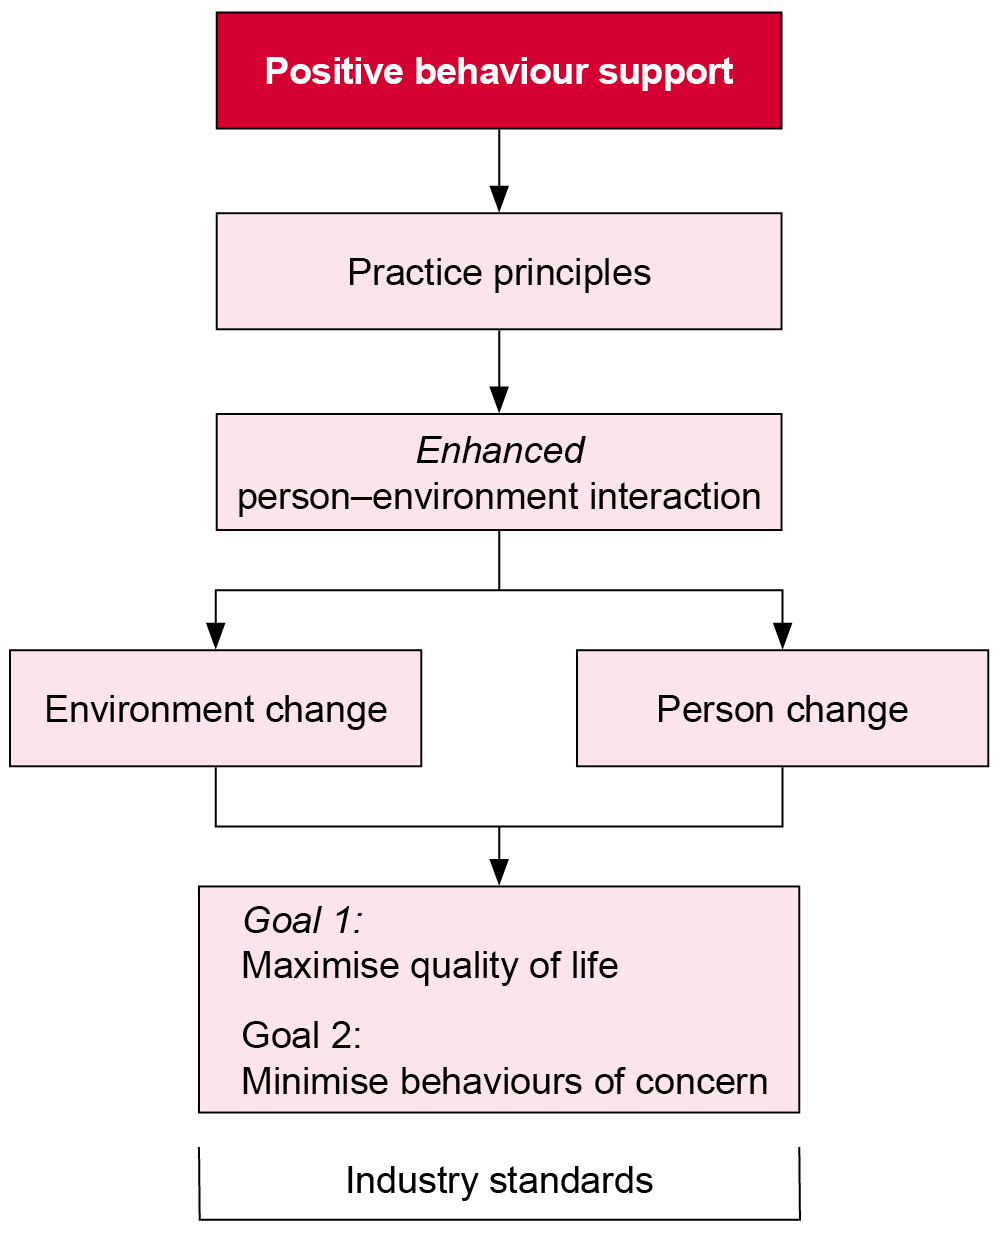 Positive behaviour support
Practice principles
Enhanced
person–environment interaction
Environment change
Person change
Goal 1:
Maximise quality of life
Goal 2:
Minimise behaviours of concern
Industry standards